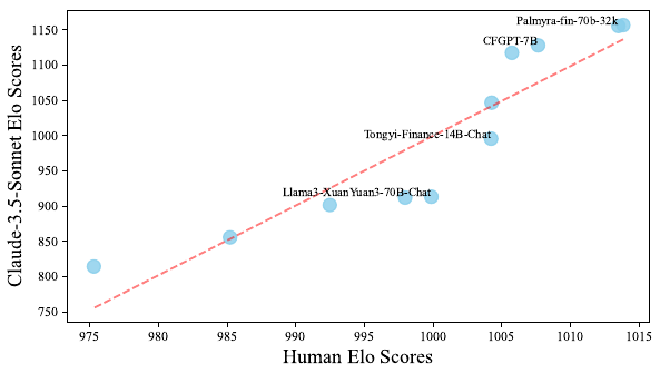 Palmyra-fin-70b-32k
CFGPT-7B
Tongyi-Finance-14B-Chat
Llama3-XuanYuan3-70B-Chat
Claude-3.5-Sonnet Elo Scores
1150
1100
1050
1000
950
900
850
800
750
975 980 985 990 995 1000 1005 1010 1015
Human Elo Scores